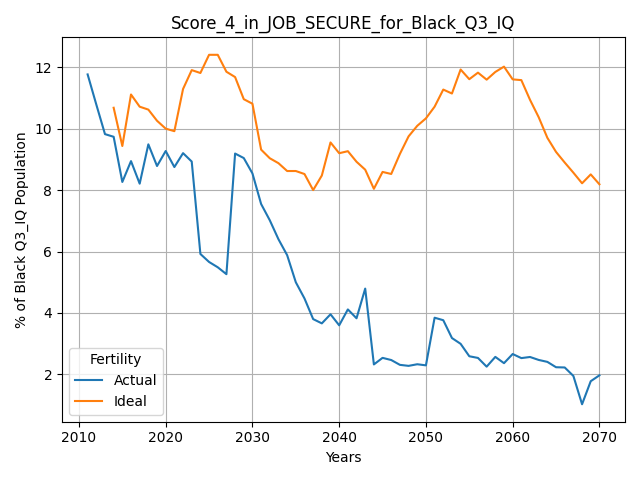 Score_4_in_JOB_SECURE_for_Black_Q3_IQ
% of Black Q3_IQ Population
12
10
8
6
4
2
Fertility
Actual
Ideal
2010 2020 2030 2040 2050 2060 2070
Years